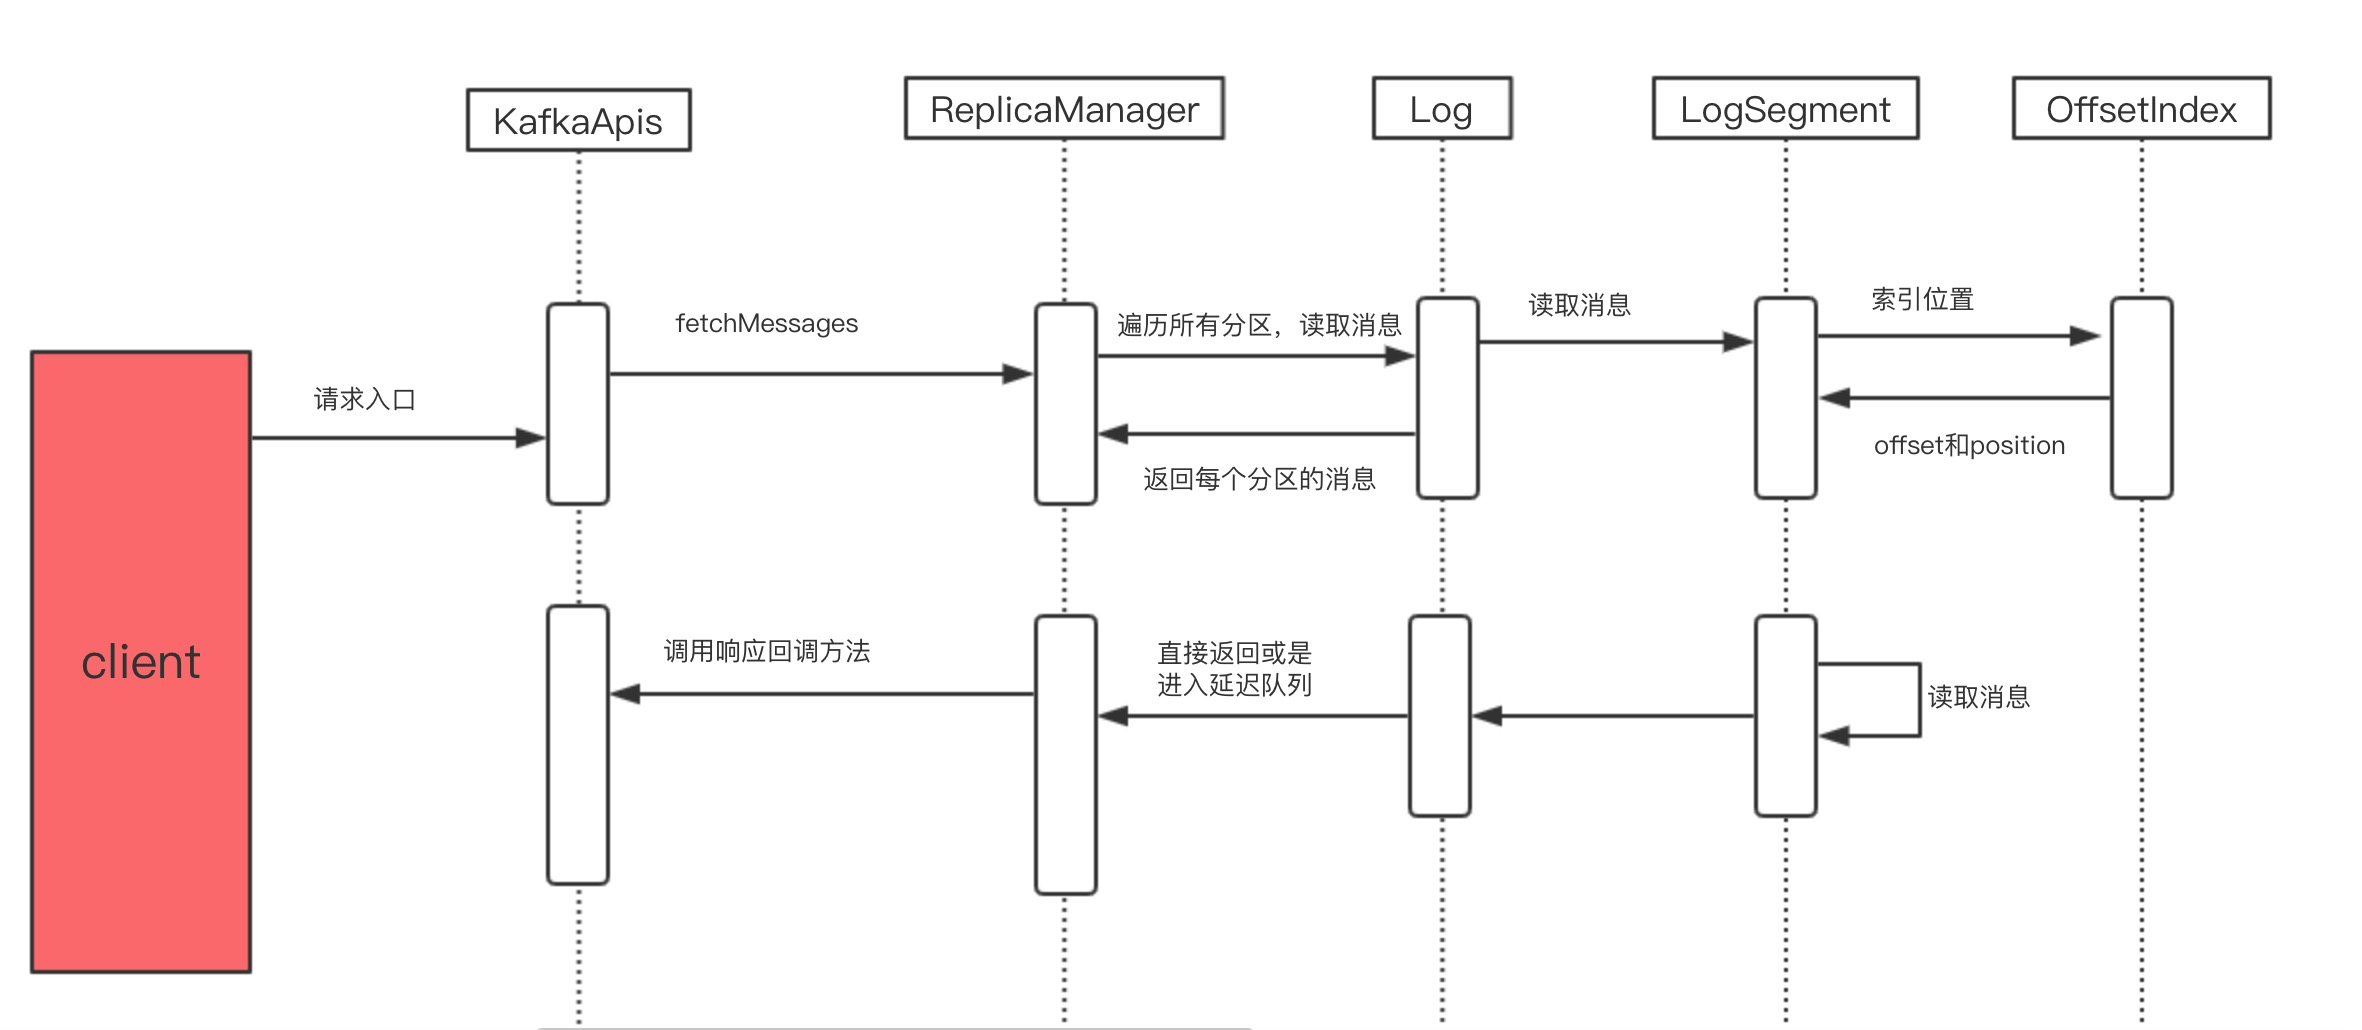 KafkaApis
ReplicaManager
Log
LogSegment
OffsetIndex
client
请求入口
fetchMessages
遍历所有分区，读取消息
读取消息
索引位置
offset和position
返回每个分区的消息
调用响应回调方法
直接返回或是
进入延迟队列
读取消息